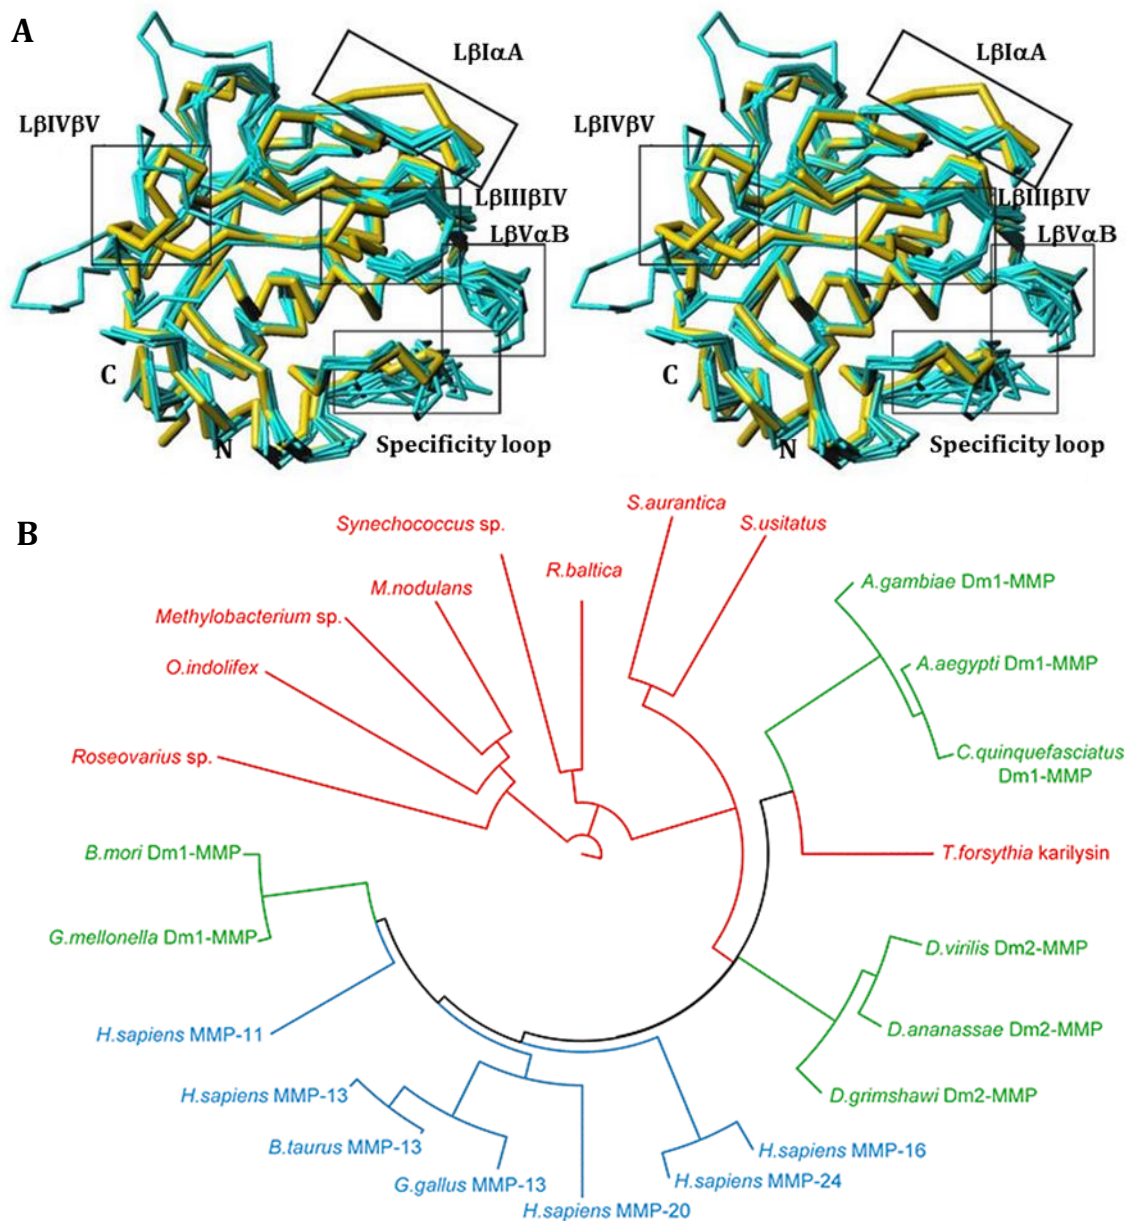 A
LβIαA
LβIαA
LβIVβV
LβIVβV
LβIIIβIV
LβIIIβIV
LβVαB
LβVαB
C
C
N
N
Specificity loop
Specificity loop
B
S.aurantica
Synechococcus sp.
S.usitatus
R.baltica
A.gambiae Dm1-MMP
M.nodulans
Methylobacterium sp.
O.indolifex
A.aegypti Dm1-MMP
Roseovarius sp.
C.quinquefasciatus
Dm1-MMP
B.mori Dm1-MMP
T.forsythia karilysin
G.mellonella Dm1-MMP
D.virilis Dm2-MMP
H.sapiens MMP-11
D.ananassae Dm2-MMP
H.sapiens MMP-13
D.grimshawi Dm2-MMP
B.taurus MMP-13
H.sapiens MMP-16
G.gallus MMP-13
H.sapiens MMP-24
H.sapiens MMP-20